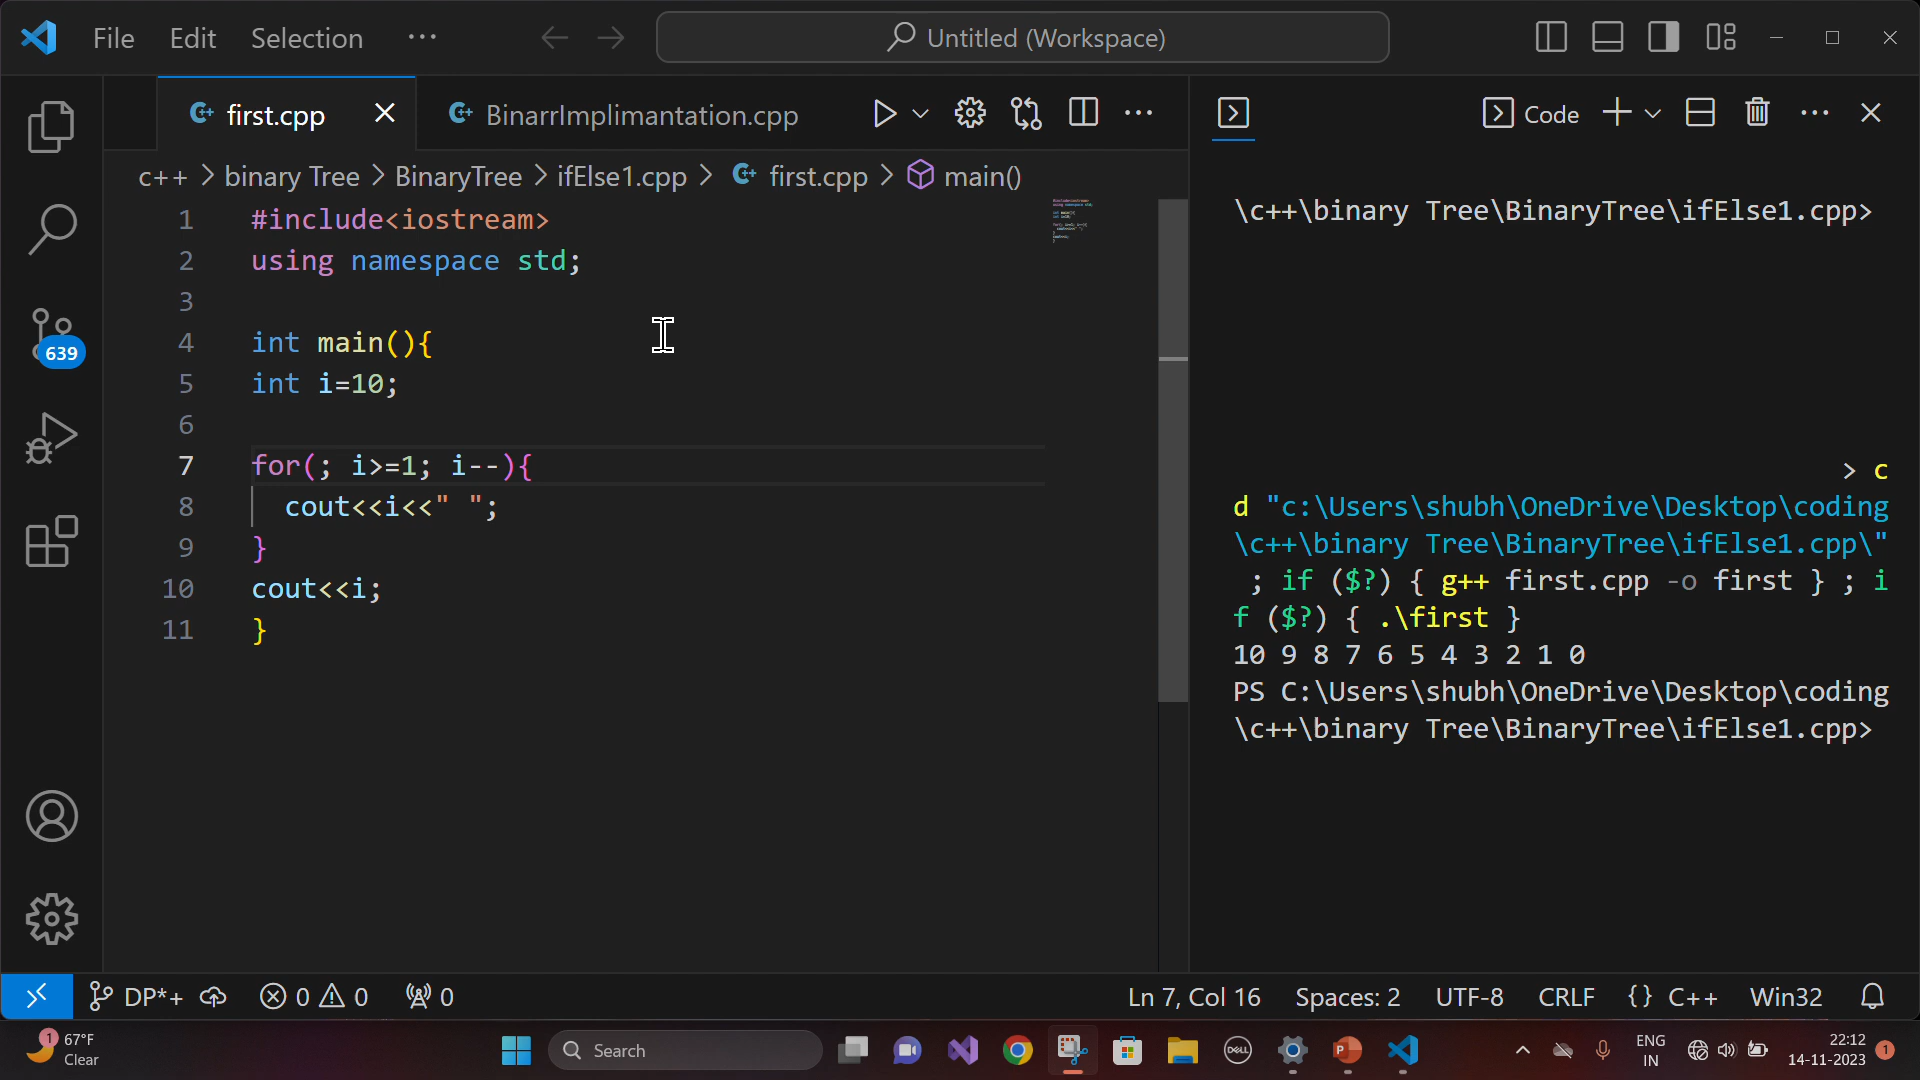 File Edit Selection ··· Untitled (Workspace)
first.cpp BinarrImplimantation.cpp ··· Code ···
c++ > binary Tree > BinaryTree > ifElse1.cpp > first.cpp > main()
1 #include<iostream>
2 using namespace std;
3
4 int main(){
5 int i=10;
6
7 for(; i>=1; i--){
8 cout<<i<<" ";
9 }
10 cout<<i;
11 }
639
\c++\binary Tree\BinaryTree\ifElse1.cpp>
> c
d "c:\Users\shubh\OneDrive\Desktop\coding
\c++\binary Tree\BinaryTree\ifElse1.cpp\"
; if ($?) { g++ first.cpp -o first } ; i
f ($?) { .\first }
10 9 8 7 6 5 4 3 2 1 0
PS C:\Users\shubh\OneDrive\Desktop\coding
\c++\binary Tree\BinaryTree\ifElse1.cpp>
DP*+ 0 0 0 Ln 7, Col 16 Spaces: 2 UTF-8 CRLF {} C++ Win32
1 67°F
Clear
Search
DELL
P
ENG
IN
22:12
14-11-2023
1